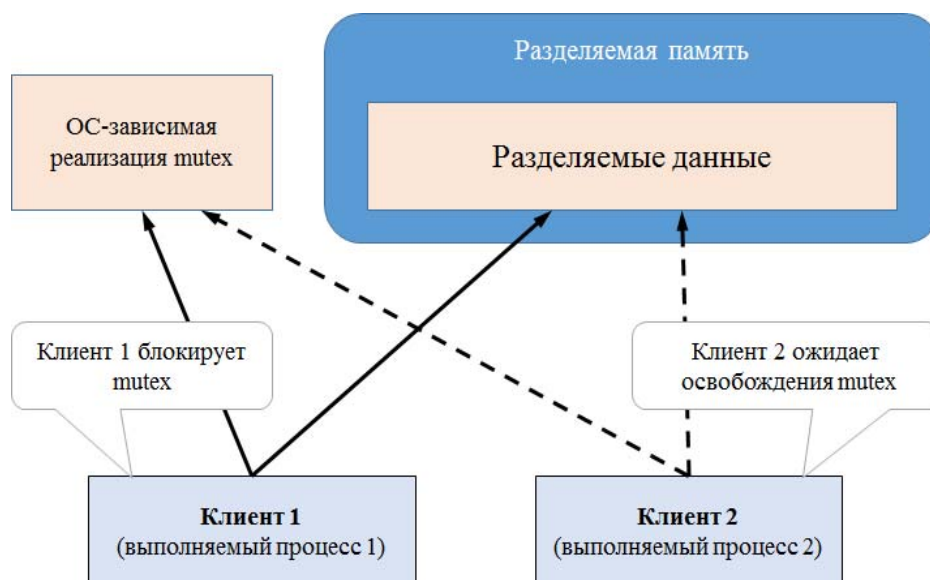 Разделяемая память
ОС-зависимая
реализация mutex
Разделяемые данные
Клиент 1 блокирует
mutex
Клиент 2 ожидает
освобождения mutex
Клиент 1
(выполняемый процесс 1)
Клиент 2
(выполняемый процесс 2)